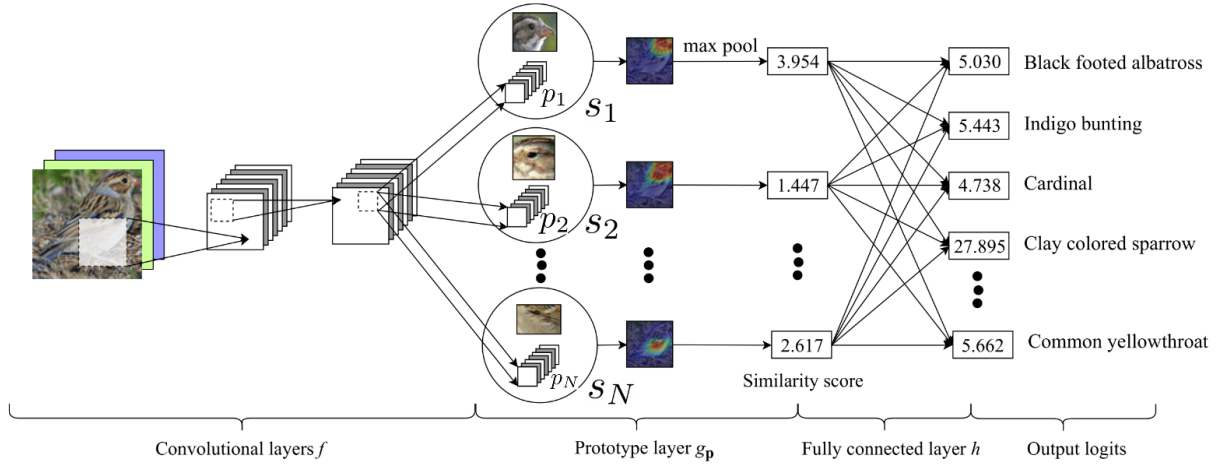 max pool
3.954
5.030
Black footed albatross
p1
s1
5.443
Indigo bunting
1.447
4.738
Cardinal
p2
s2
27.895
Clay colored sparrow
2.617
5.662
Common yellowthroat
pN
sN
Similarity score
Convolutional layers f
Prototype layer gp
Fully connected layer h
Output logits